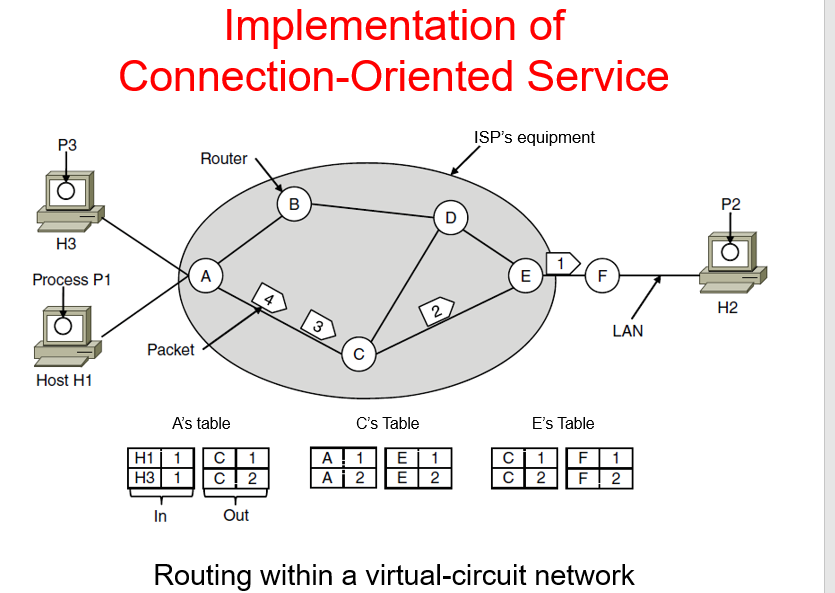 Implementation of
Connection-Oriented Service
ISP's equipment
P3
Router
B
D
P2
H3
A
E
1
F
H2
Process P1
4
3
2
LAN
Packet
C
Host H1
A's table
C's Table
E's Table
H1 1 C 1
H3 1 C 2
In Out
A 1 E 1
A 2 E 2
C 1 F 1
C 2 F 2
Routing within a virtual-circuit network